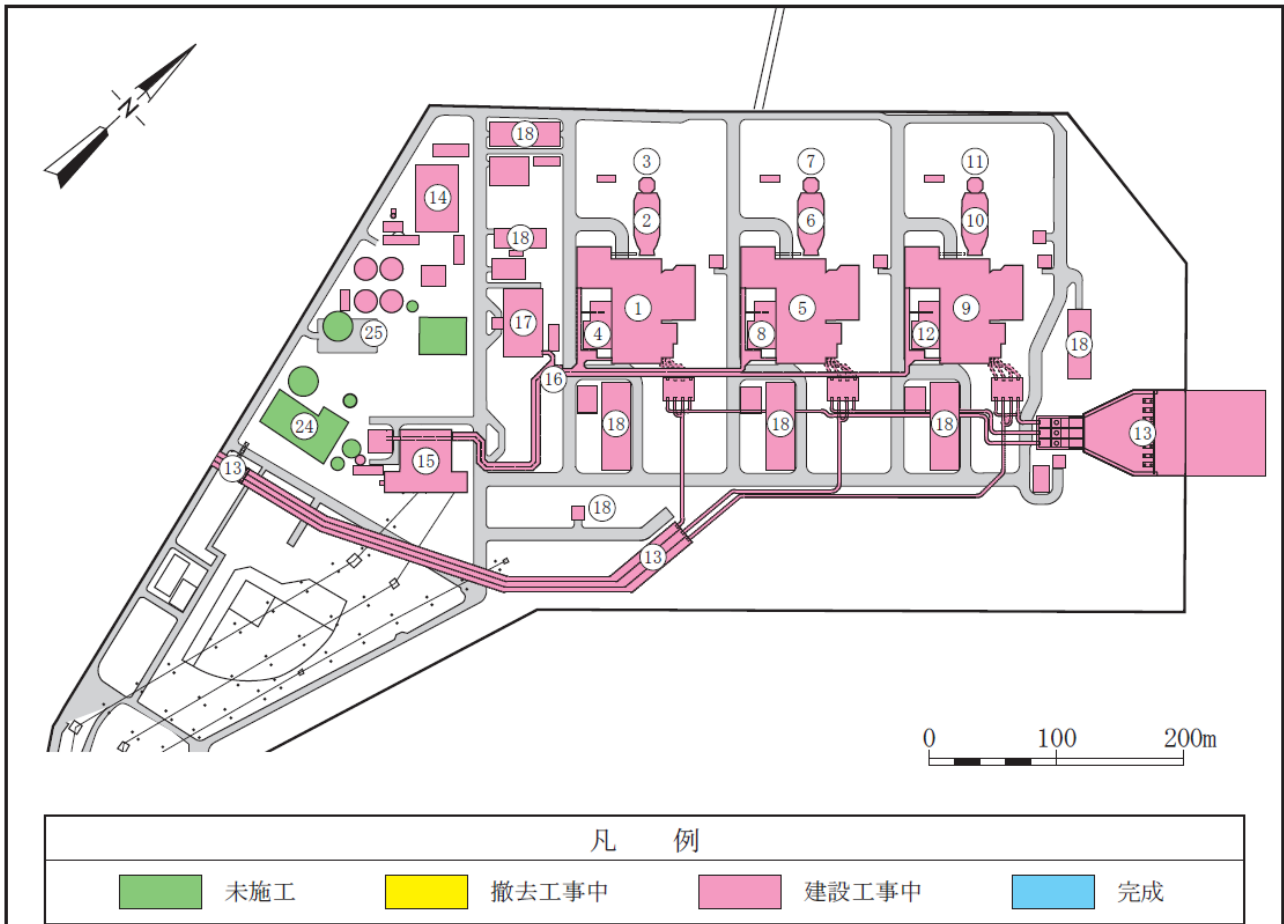 N
⑱
③ ⑦ ⑪
⑭
② ⑥ ⑩
⑱
① ⑤ ⑨
⑰
④ ⑧ ⑫
㉕
⑱
⑯
㉔
⑱ ⑱ ⑱ ⑬
⑬ ⑮
⑱
⑬
0 100 200m
凡 例
未施工 撤去工事中 建設工事中 完成